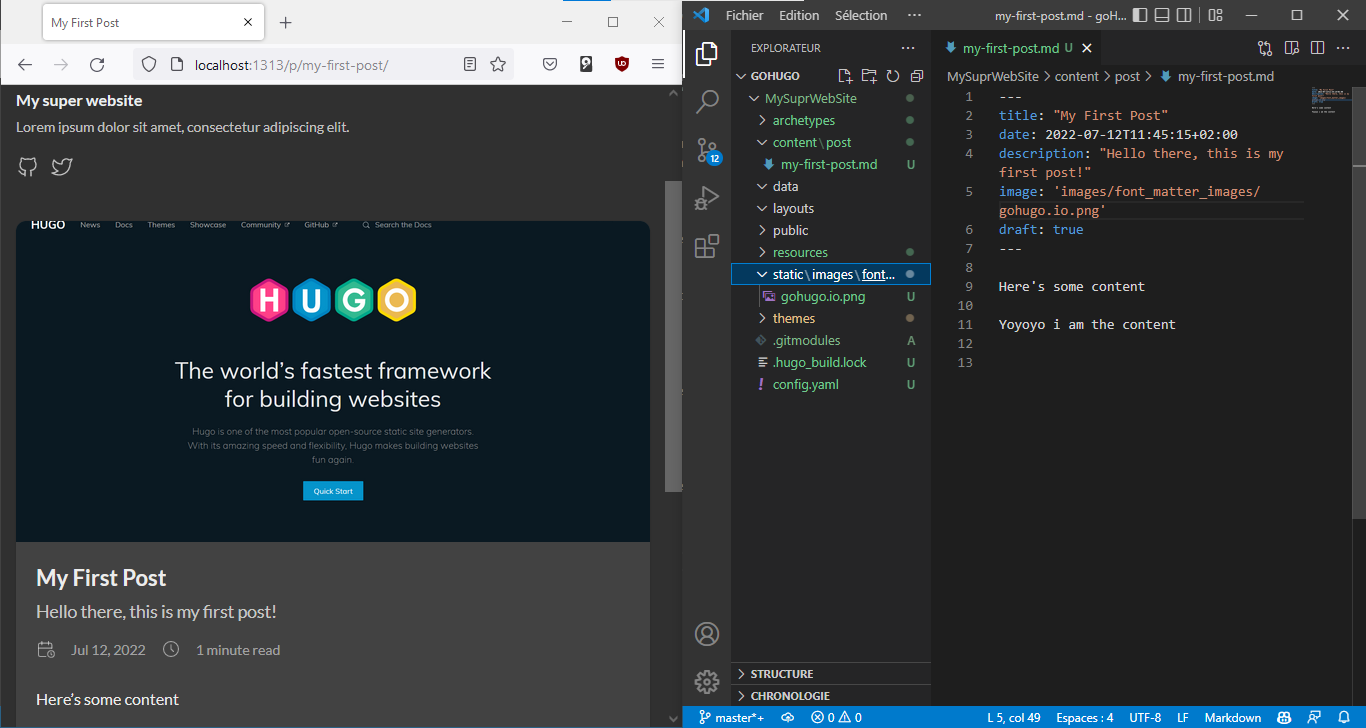 My First Post
localhost:1313/p/my-first-post/
My super website
Lorem ipsum dolor sit amet, consectetur adipiscing elit.
HUGO News Docs Themes Showcase Community GitHub Search the Docs
HUGO
The world's fastest framework
for building websites
Hugo is one of the most popular open-source static site generators.
With its amazing speed and flexibility, Hugo makes building websites
fun again.
Quick Start
My First Post
Hello there, this is my first post!
Jul 12, 2022 1 minute read
Here's some content
Fichier Edition Sélection ··· my-first-post.md - goH...
EXPLORATEUR ···
GOHUGO
MySuprWebSite
archetypes
content\post
my-first-post.md U
data
layouts
public
resources
static\images\font...
gohugo.io.png U
themes
.gitmodules A
.hugo_build.lock U
! config.yaml U
STRUCTURE
CHRONOLOGIE
12
my-first-post.md U
MySuprWebSite > content > post > my-first-post.md
1 ---
2 title: "My First Post"
3 date: 2022-07-12T11:45:15+02:00
4 description: "Hello there, this is my
first post!"
5 image: 'images/font_matter_images/
gohugo.io.png'
6 draft: true
7 ---
8
9 Here's some content
10
11 Yoyoyo i am the content
12
13
master*+ 0 0 L 5, col 49 Espaces : 4 UTF-8 LF Markdown